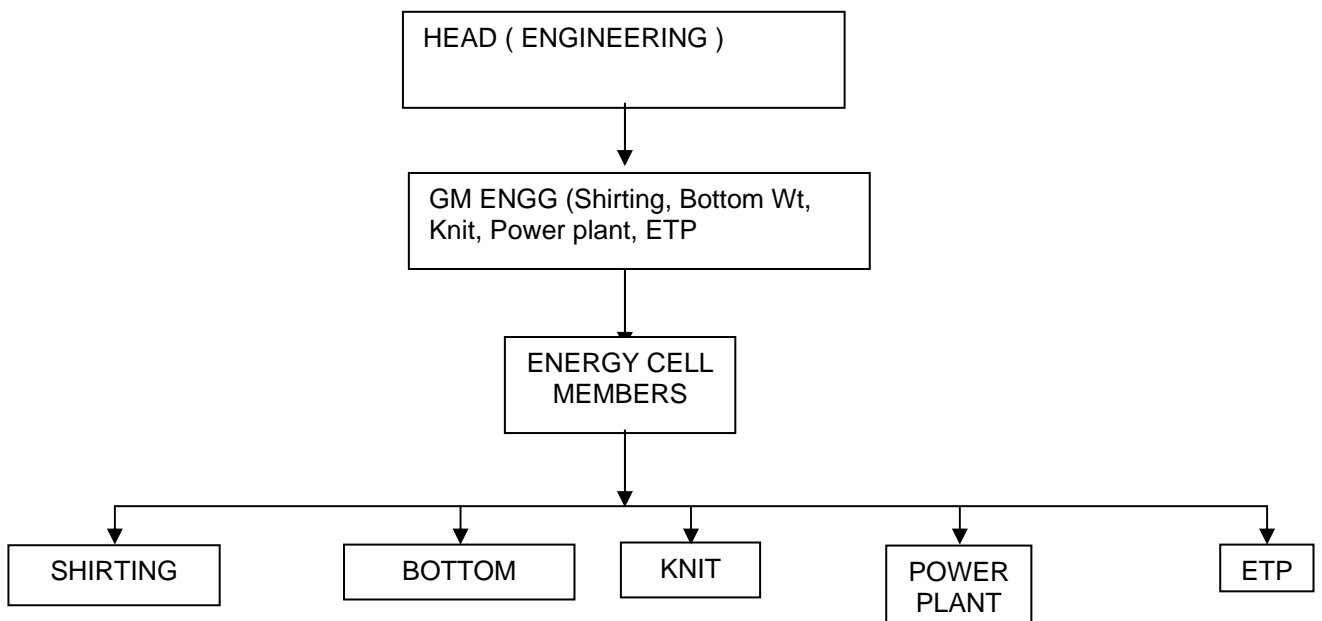 HEAD ( ENGINEERING )
GM ENGG (Shirting, Bottom Wt,
Knit, Power plant, ETP
ENERGY CELL
MEMBERS
SHIRTING
BOTTOM
KNIT
POWER
PLANT
ETP